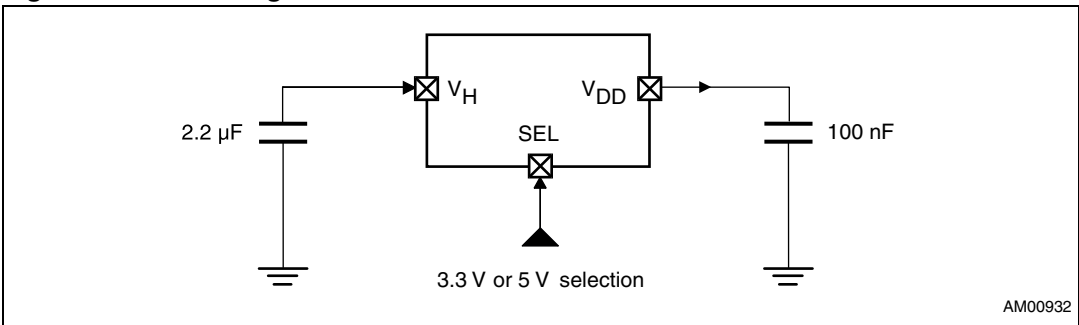 V_H
V_DD
2.2 µF
SEL
100 nF
3.3 V or 5 V selection
AM00932